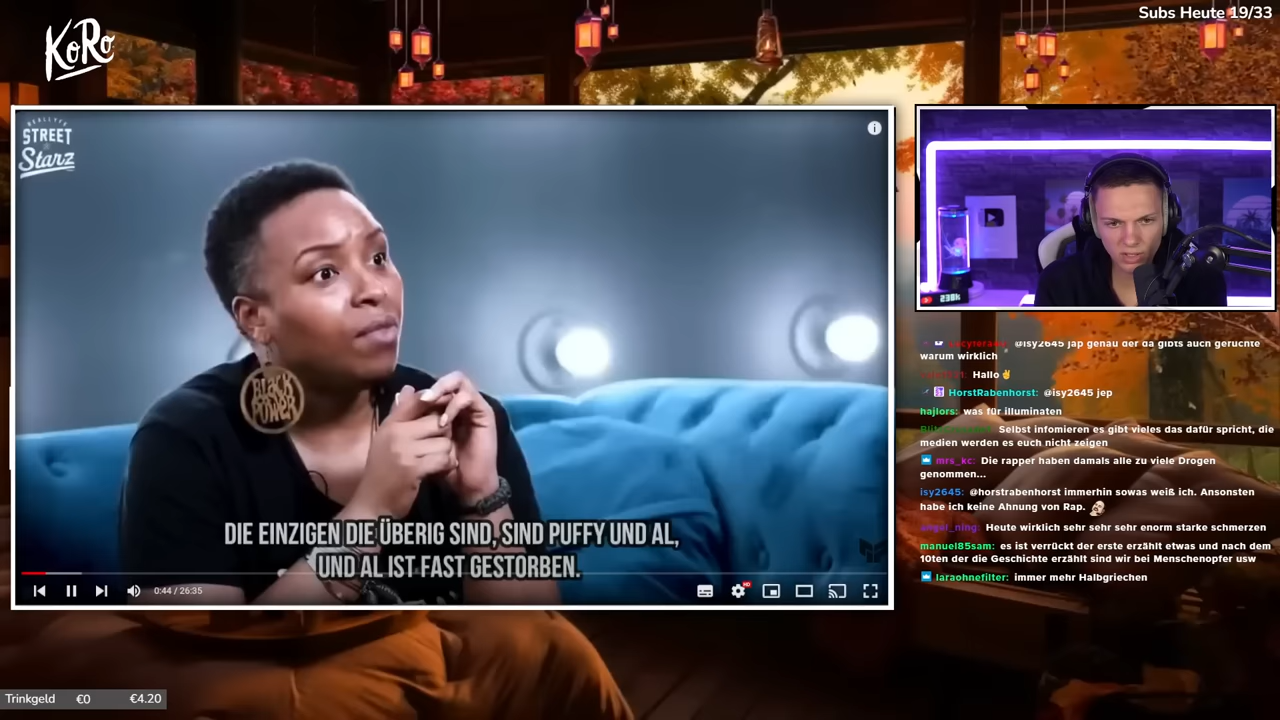 KoRo
Subs Heute 19/33
REALLYFE
STREET
Starz
BLACK
POWER
DIE EINZIGEN DIE ÜBERIG SIND, SIND PUFFY UND AL,
UND AL IST FAST GESTORBEN.
0:44 / 26:35
HD
238k
@isy2645 jap genau der da gibts auch gerüchte
warum wirklich
Hallo
HorstRabenhorst: @isy2645 jep
hajlors: was für illuminaten
Selbst infomieren es gibt vieles das dafür spricht, die
medien werden es euch nicht zeigen
mrs_kc: Die rapper haben damals alle zu viele Drogen
genommen...
isy2645: @horstrabenhorst immerhin sowas weiß ich. Ansonsten
habe ich keine Ahnung von Rap.
Heute wirklich sehr sehr sehr enorm starke schmerzen
manuel85sam: es ist verrückt der erste erzählt etwas und nach dem
10ten der die Geschichte erzählt sind wir bei Menschenopfer usw
laraohnefilter: immer mehr Halbgriechen
Trinkgeld €0 €4.20